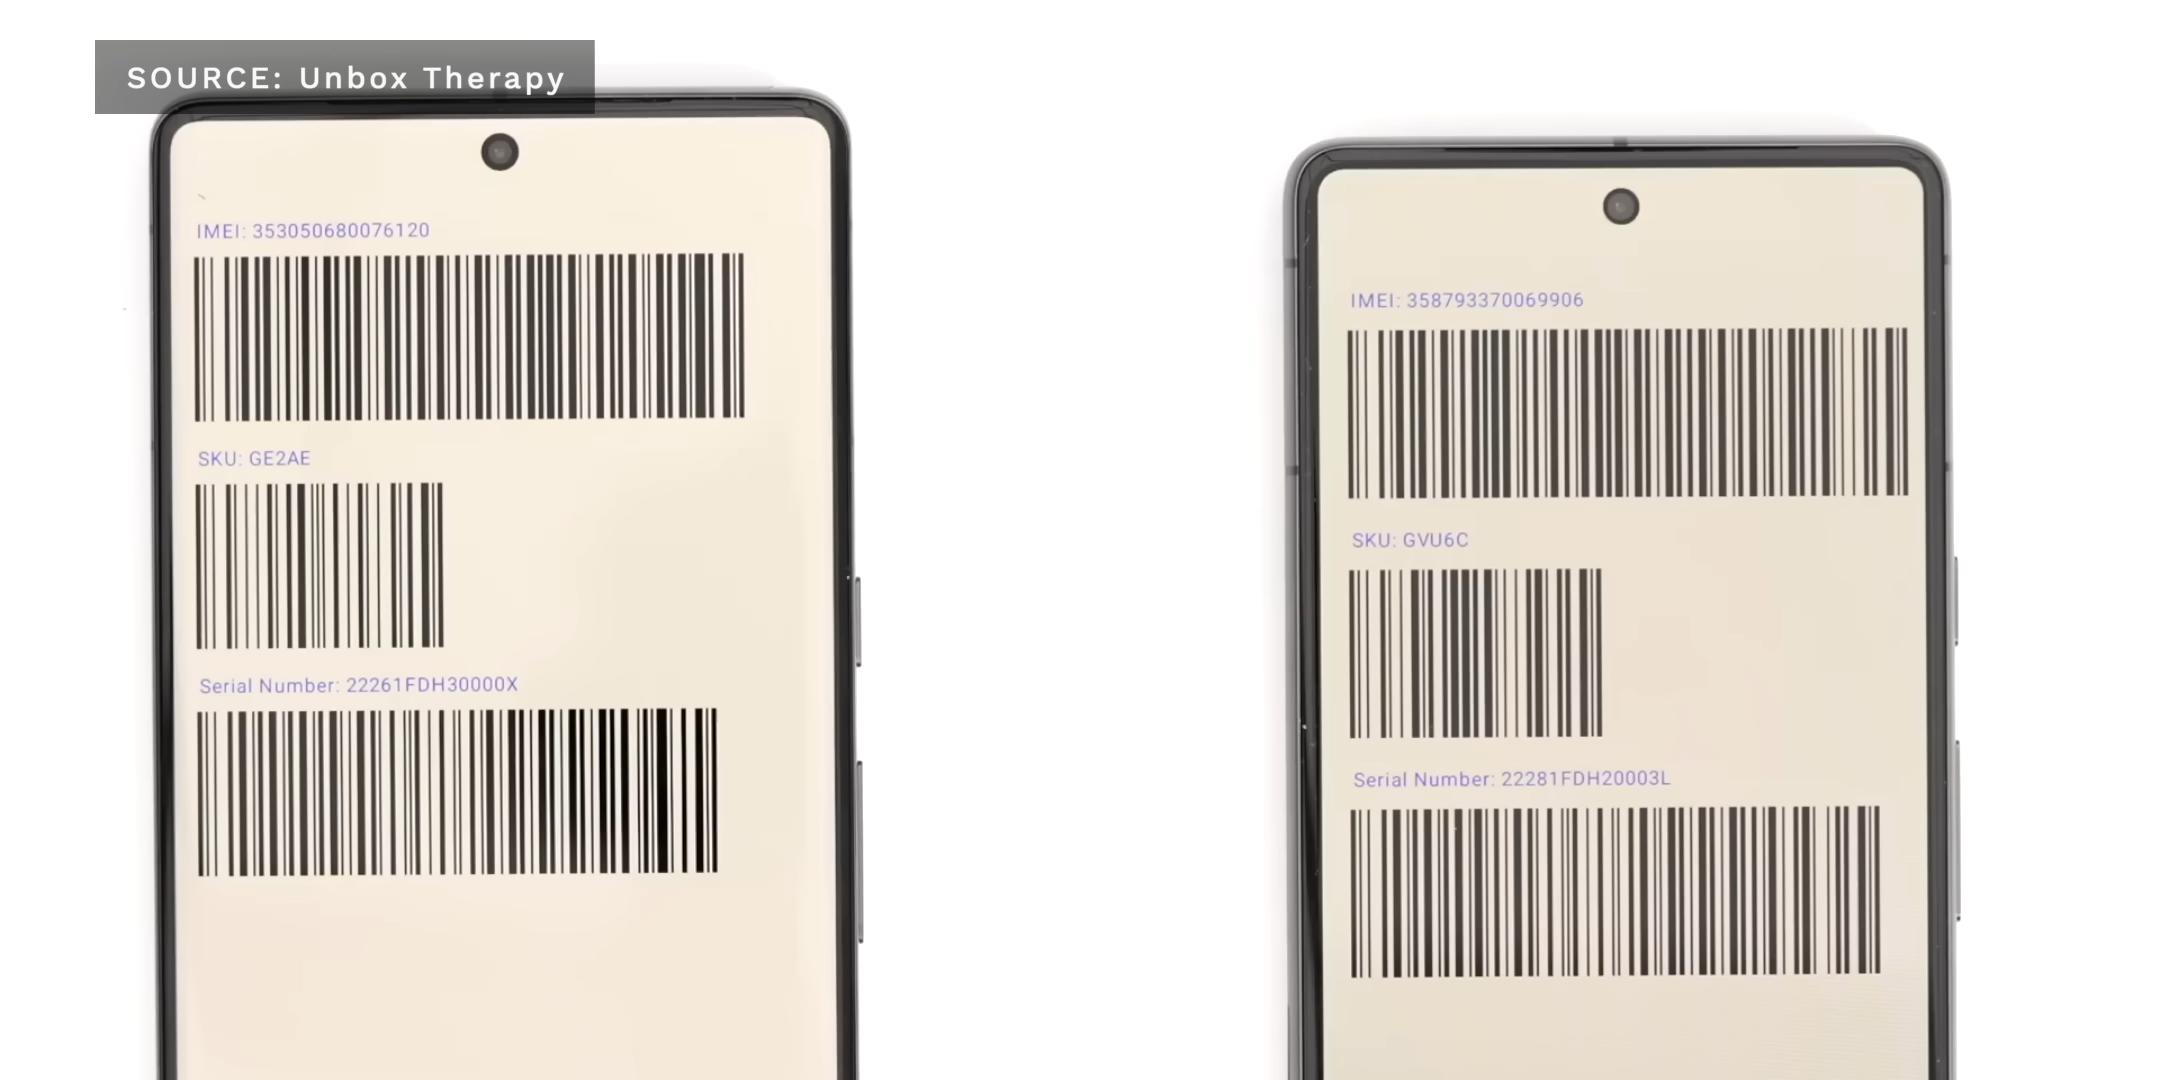 SOURCE: Unbox Therapy
IMEI: 353050680076120
SKU: GE2AE
Serial Number: 22261FDH30000X
IMEI: 358793370069906
SKU: GVU6C
Serial Number: 22281FDH20003L